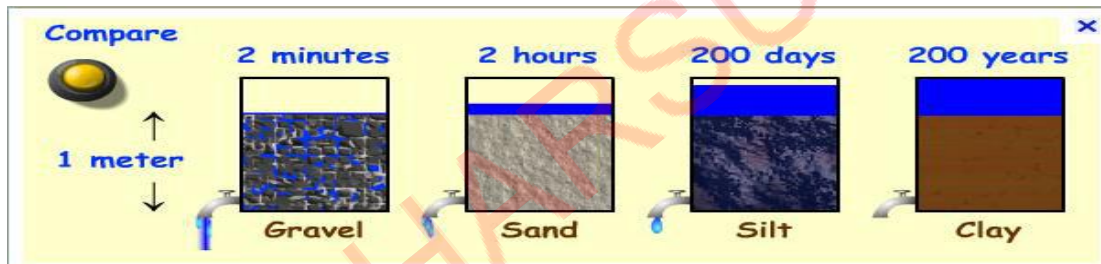 Compare
2 minutes 2 hours 200 days 200 years
1 meter
Gravel Sand Silt Clay